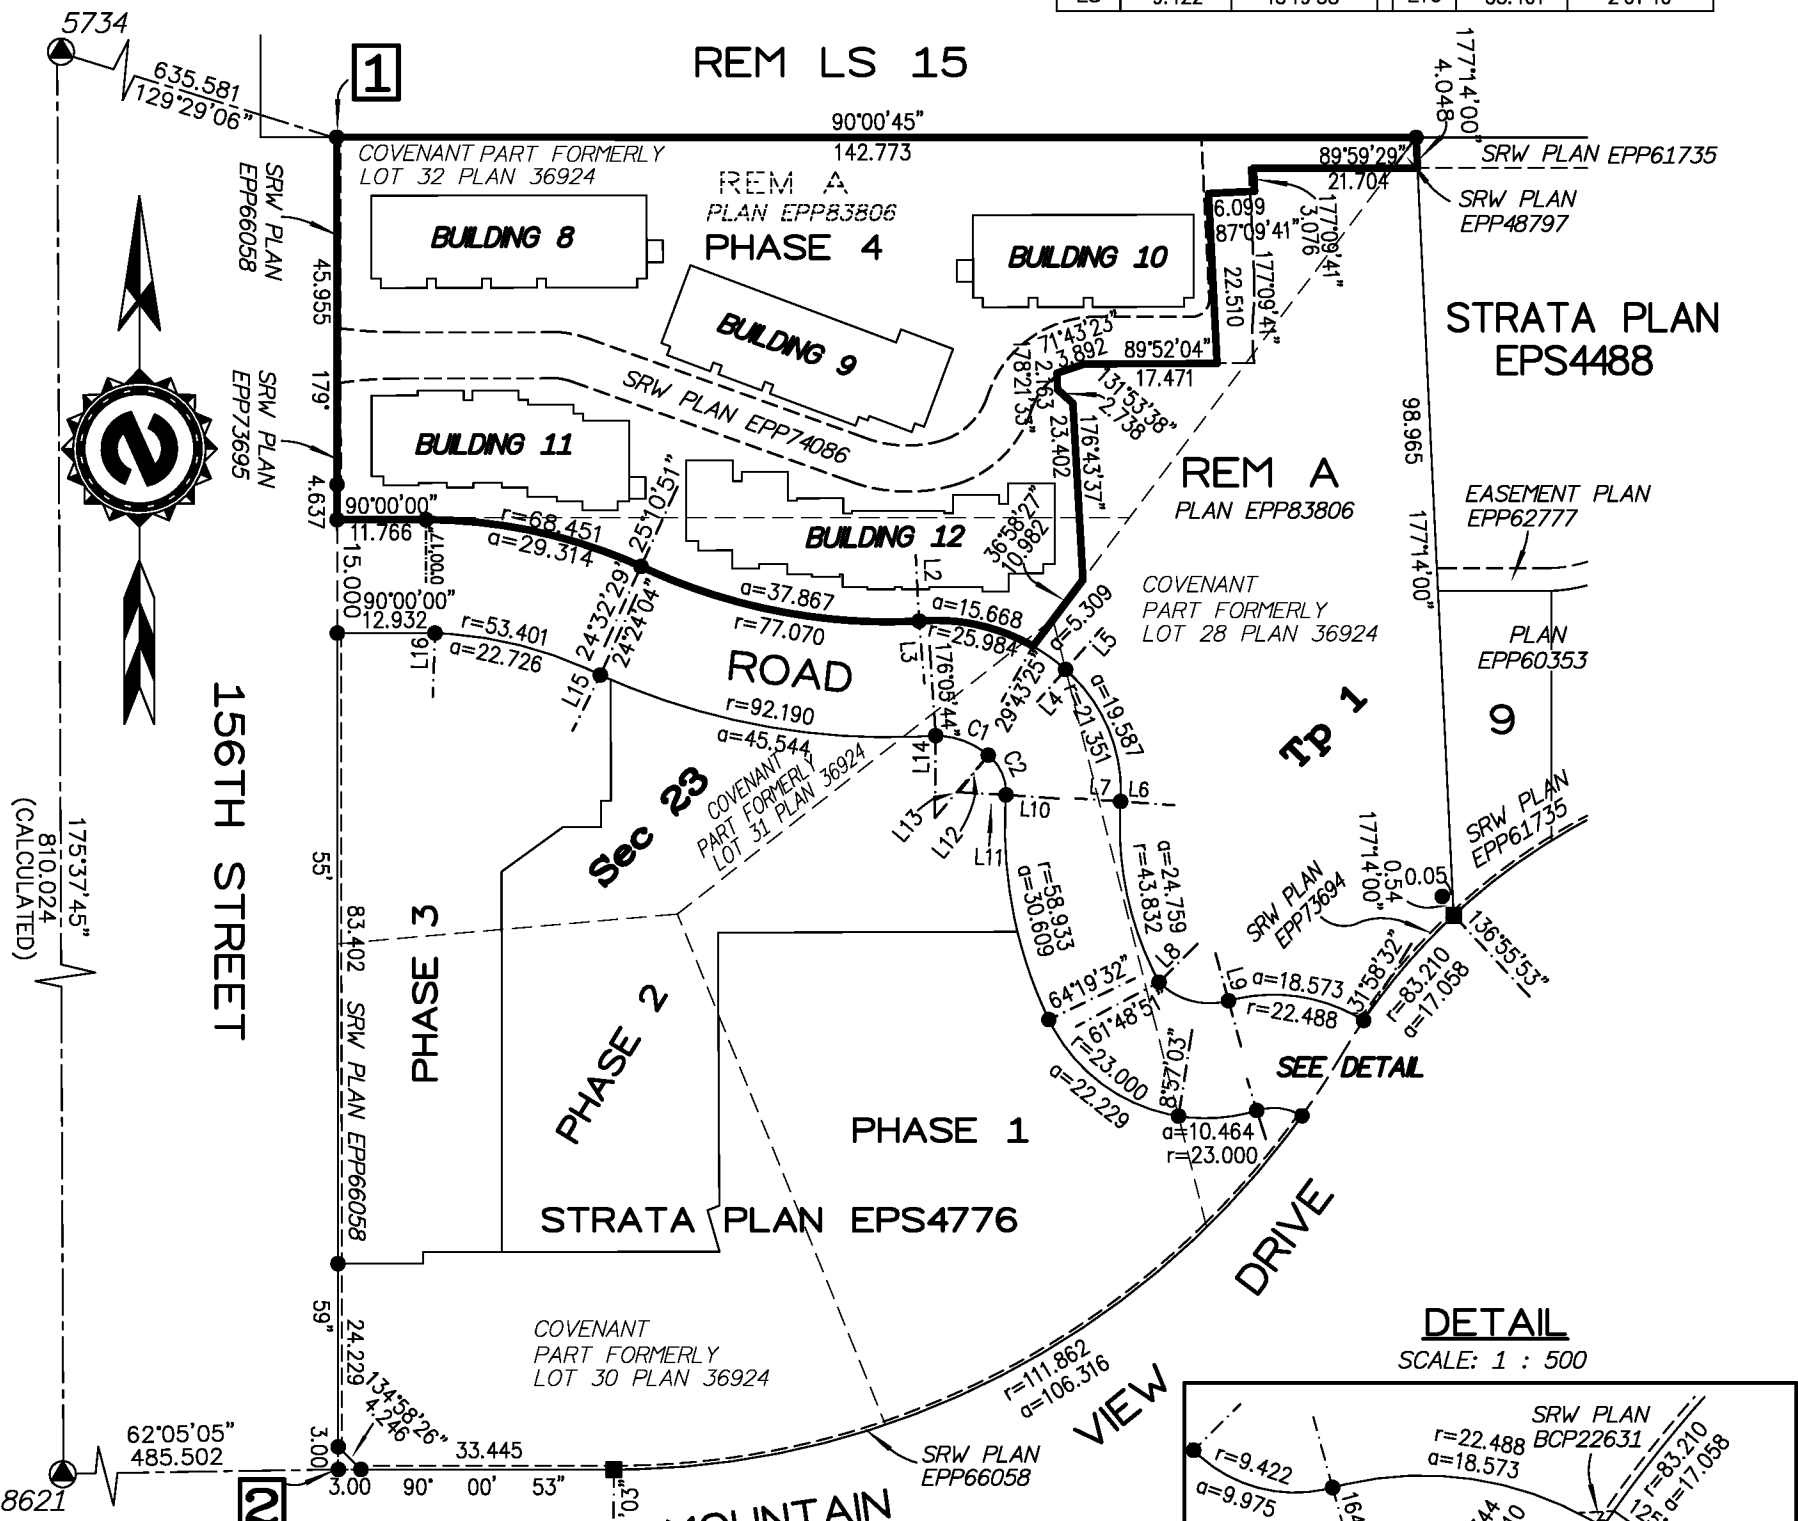 5734
635.581
129°29'06"
1
REM LS 15
90°00'45"
142.773
177°14'00"
4.048
COVENANT PART FORMERLY
LOT 32 PLAN 36924
REM A
PLAN EPP83806
PHASE 4
89°59'29"
21.704
SRW PLAN EPP61735
SRW PLAN
EPP48797
SRW PLAN
EPP66058
BUILDING 8
BUILDING 9
BUILDING 10
6.099
87°09'41"
177°09'41"
3.076
22.510
177°09'41"
45.955
179°
SRW PLAN
EPP73695
4.637
STRATA PLAN
EPS4488
SRW PLAN EPP74086
71°43'23"
3.892
89°52'04"
17.471
178°21'33"
2.163
131°53'38"
2.738
23.402
176°43'37"
BUILDING 11
BUILDING 12
REM A
PLAN EPP83806
98.965
177°14'00"
EASEMENT PLAN
EPP62777
90°00'00"
11.766
r=68.451
a=29.314
25°10'51"
36°58'27"
10.982
15.000
90°00'00"
12.932
L16
r=53.401
a=22.726
24°32'29"
24°24'04"
L15
a=37.867
r=77.070
L2
L3
a=15.668
r=25.984
a=5.309
L5
L4
29°43'25"
176°05'44"
COVENANT
PART FORMERLY
LOT 28 PLAN 36924
PLAN
EPP60353
9
ROAD
r=92.190
a=45.544
L14
C1
C2
r=21.351
a=19.587
L7
L6
L10
L11
L12
L13
Tp 1
156TH STREET
Sec 23
COVENANT
PART FORMERLY
LOT 31 PLAN 36924
175°37'45"
810.024
(CALCULATED)
55'
83.402
SRW PLAN EPP66058
PHASE 3
PHASE 2
r=58.933
a=30.609
r=43.832
a=24.759
L8
L9
64°19'32"
61°48'51"
r=23.000
a=22.229
8°57'03"
a=10.464
r=23.000
a=18.573
r=22.488
31°58'32"
r=83.210
a=17.058
136°55'53"
177°14'00"
0.54
0.05
SRW PLAN
EPP61735
SRW PLAN
EPP73694
SEE DETAIL
PHASE 1
STRATA PLAN EPS4776
59"
24.229
COVENANT
PART FORMERLY
LOT 30 PLAN 36924
134°58'26"
4.246
3.00
62°05'05"
485.502
8621
2
3.00
90° 00' 53"
33.445
r=111.862
a=106.316
SRW PLAN
EPP66058
MOUNTAIN
VIEW
DRIVE
DETAIL
SCALE: 1 : 500
r=9.422
a=9.975
r=22.488
a=18.573
SRW PLAN
BCP22631
r=83.210
a=17.058